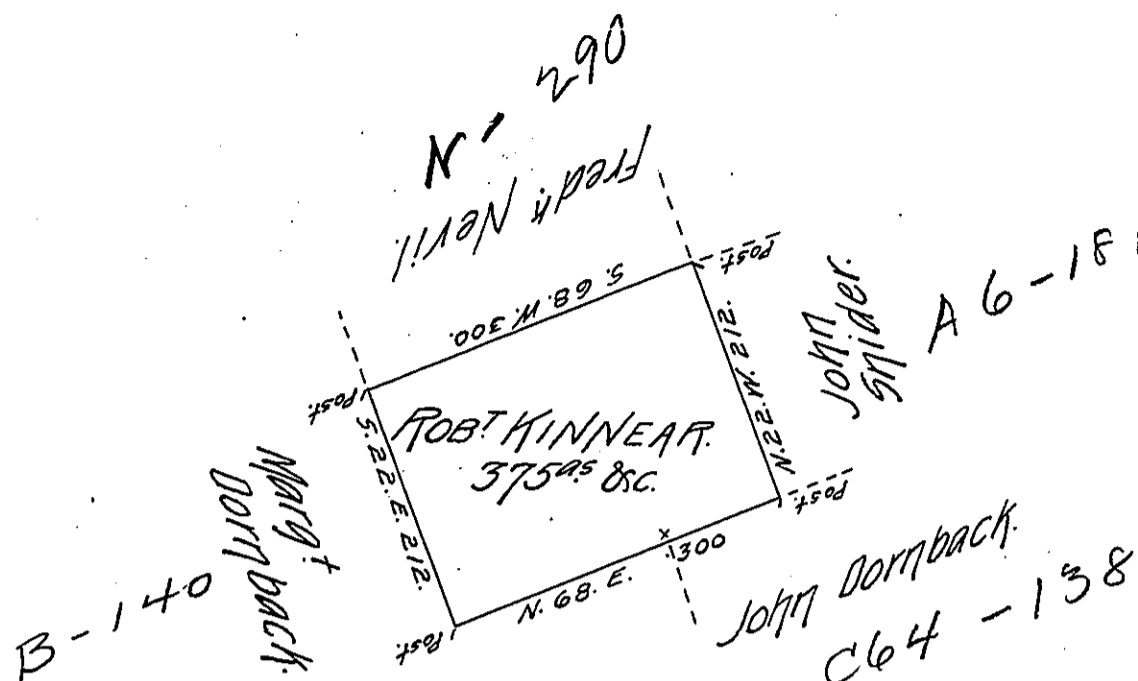 N' 290
Fred'k Nevil.
Post.
S. 68. W. 300.
John
Snider.
A 6-18
N. 22. W. 212.
Post.
ROBT KINNEAR.
375as &c.
S. 22. E. 212.
Margt
Dornback.
B-140
Post.
Post.
N. 68. E. 300
John Dornback.
C64-138